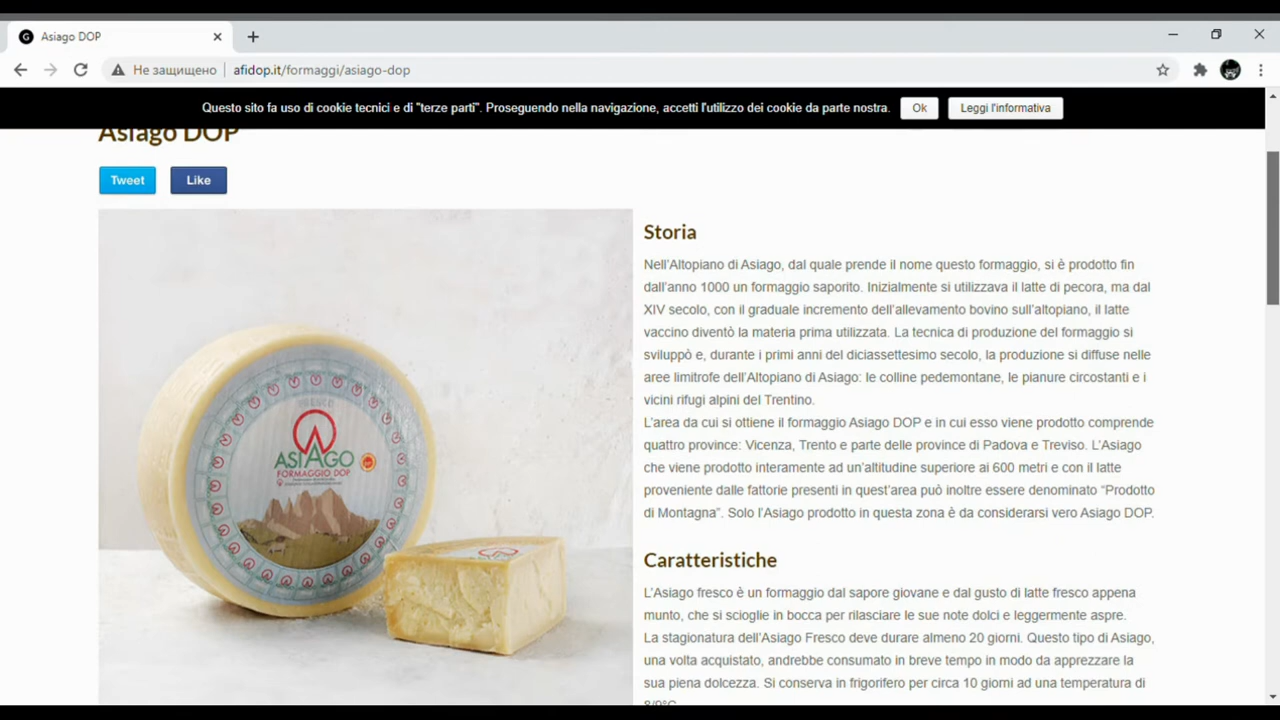 Asiago DOP
Не защищено
afidop.it/formaggi/asiago-dop
Questo sito fa uso di cookie tecnici e di "terze parti". Proseguendo nella navigazione, accetti l'utilizzo dei cookie da parte nostra.
Ok
Leggi l'informativa
Asiago DOP
Tweet
Like
Storia
Nell’Altopiano di Asiago, dal quale prende il nome questo formaggio, si è prodotto fin
dall’anno 1000 un formaggio saporito. Inizialmente si utilizzava il latte di pecora, ma dal
XIV secolo, con il graduale incremento dell’allevamento bovino sull’altopiano, il latte
vaccino diventò la materia prima utilizzata. La tecnica di produzione del formaggio si
sviluppò e, durante i primi anni del diciassettesimo secolo, la produzione si diffuse nelle
aree limitrofe dell’Altopiano di Asiago: le colline pedemontane, le pianure circostanti e i
vicini rifugi alpini del Trentino.
L’area da cui si ottiene il formaggio Asiago DOP e in cui esso viene prodotto comprende
quattro province: Vicenza, Trento e parte delle province di Padova e Treviso. L’Asiago
che viene prodotto interamente ad un’altitudine superiore ai 600 metri e con il latte
proveniente dalle fattorie presenti in quest’area può inoltre essere denominato “Prodotto
di Montagna”. Solo l’Asiago prodotto in questa zona è da considerarsi vero Asiago DOP.
Caratteristiche
L’Asiago fresco è un formaggio dal sapore giovane e dal gusto di latte fresco appena
munto, che si scioglie in bocca per rilasciare le sue note dolci e leggermente aspre.
La stagionatura dell’Asiago Fresco deve durare almeno 20 giorni. Questo tipo di Asiago,
una volta acquistato, andrebbe consumato in breve tempo in modo da apprezzare la
sua piena dolcezza. Si conserva in frigorifero per circa 10 giorni ad una temperatura di
8/9°C
FRESCO
ASIAGO
FORMAGGIO DOP